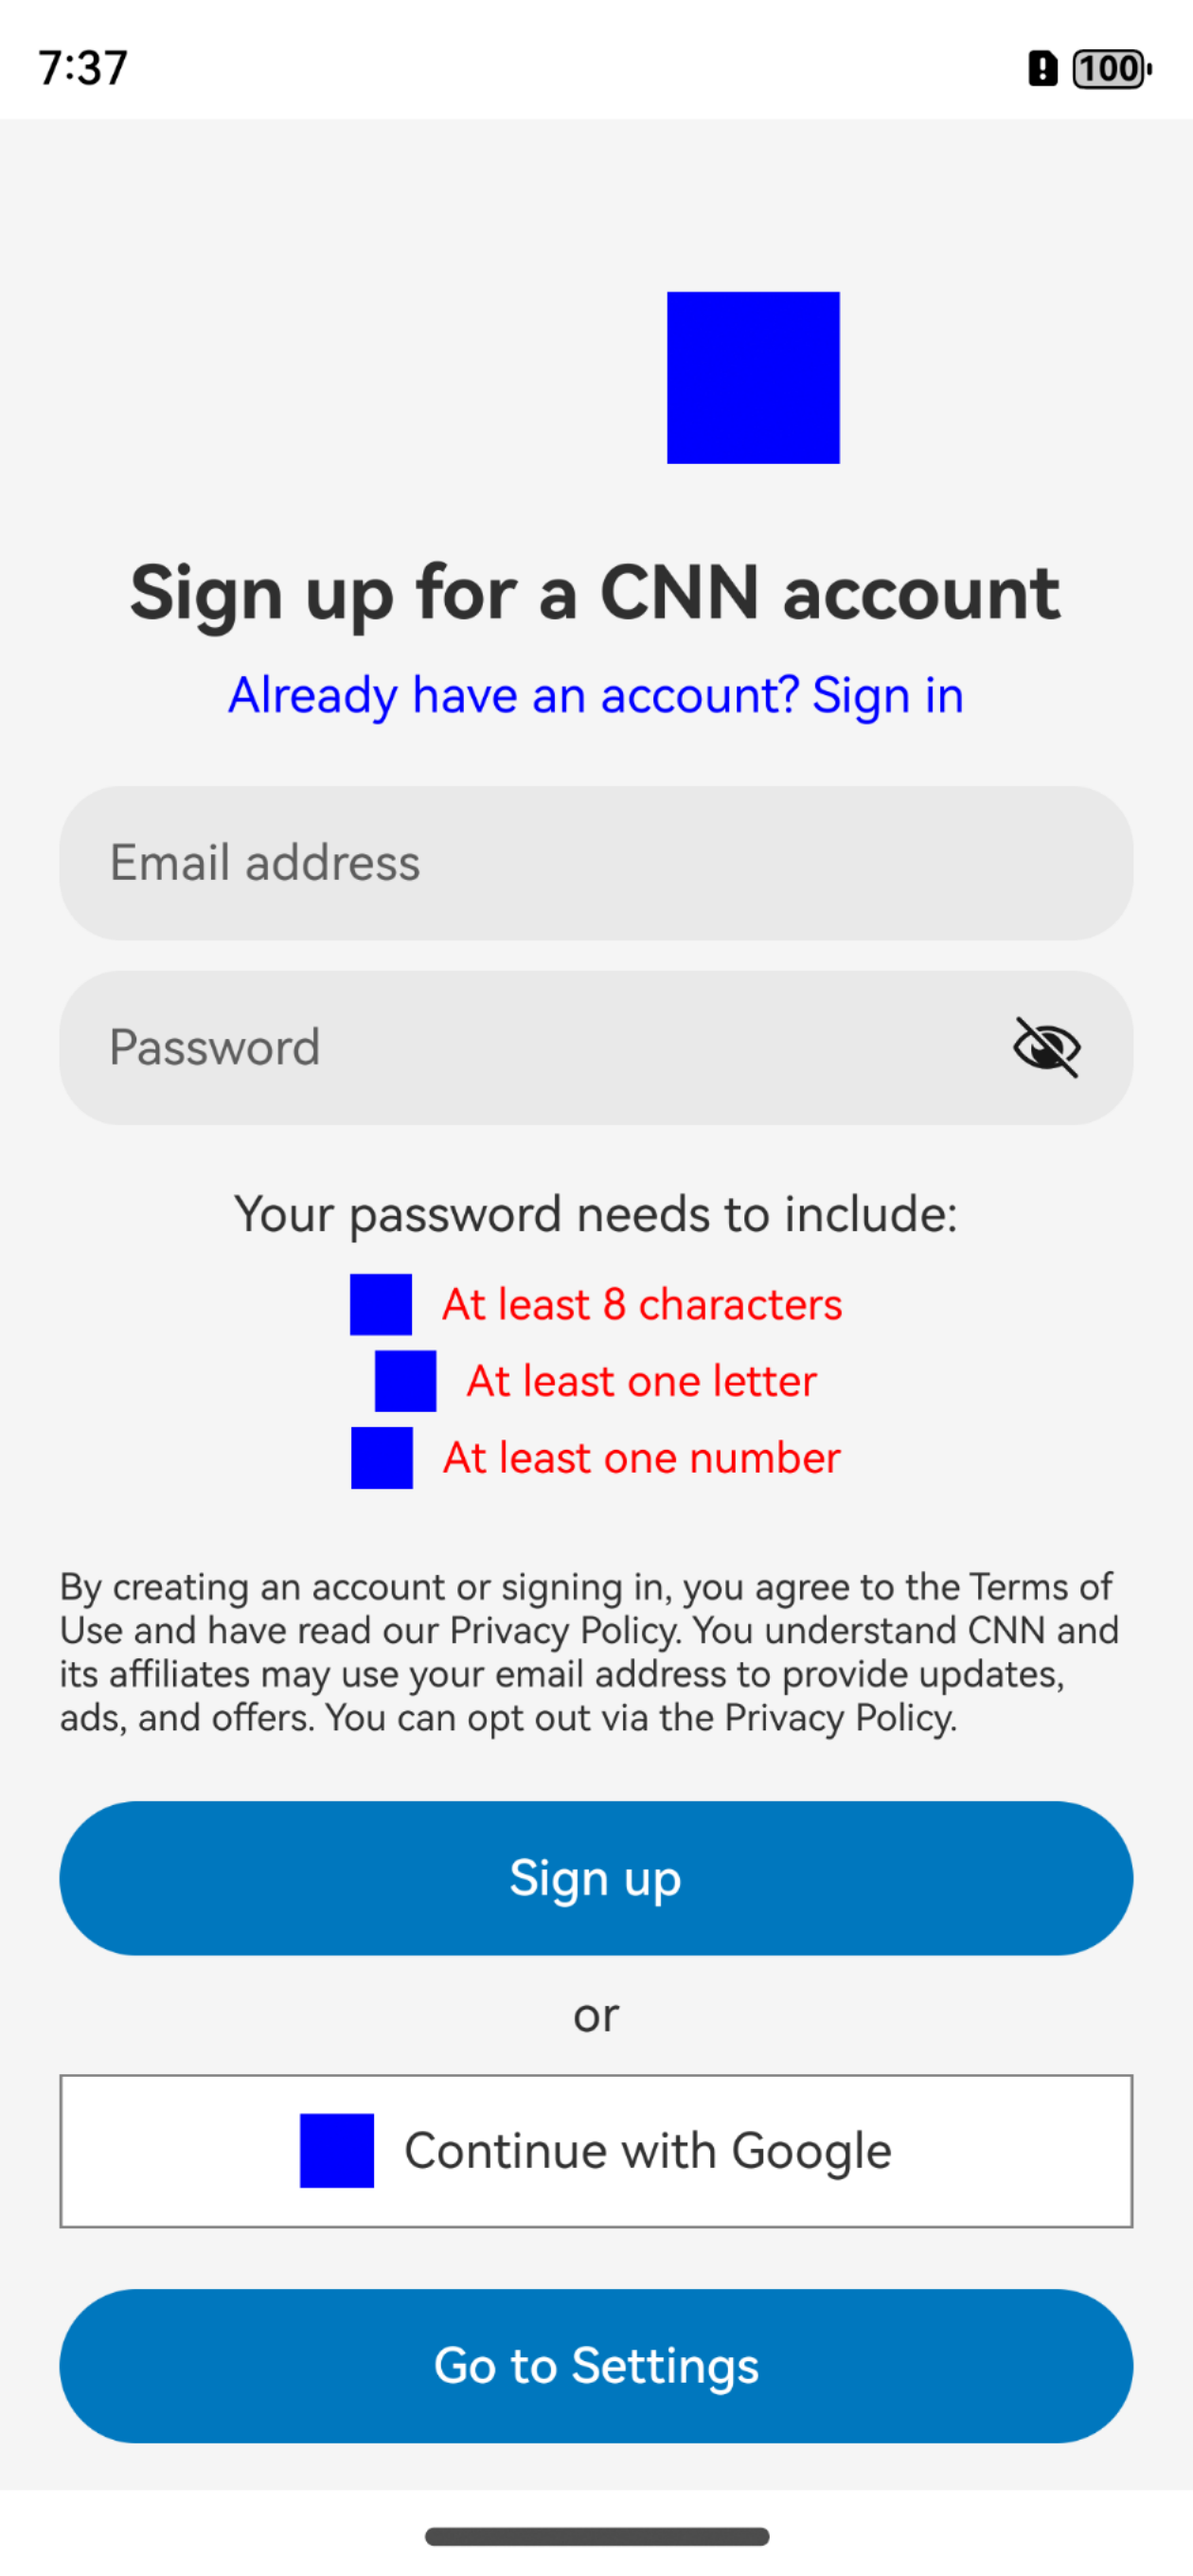 7:37
100
Sign up for a CNN account
Already have an account? Sign in
Email address
Password
Your password needs to include:
At least 8 characters
At least one letter
At least one number
By creating an account or signing in, you agree to the Terms of
Use and have read our Privacy Policy. You understand CNN and
its affiliates may use your email address to provide updates,
ads, and offers. You can opt out via the Privacy Policy.
Sign up
or
Continue with Google
Go to Settings